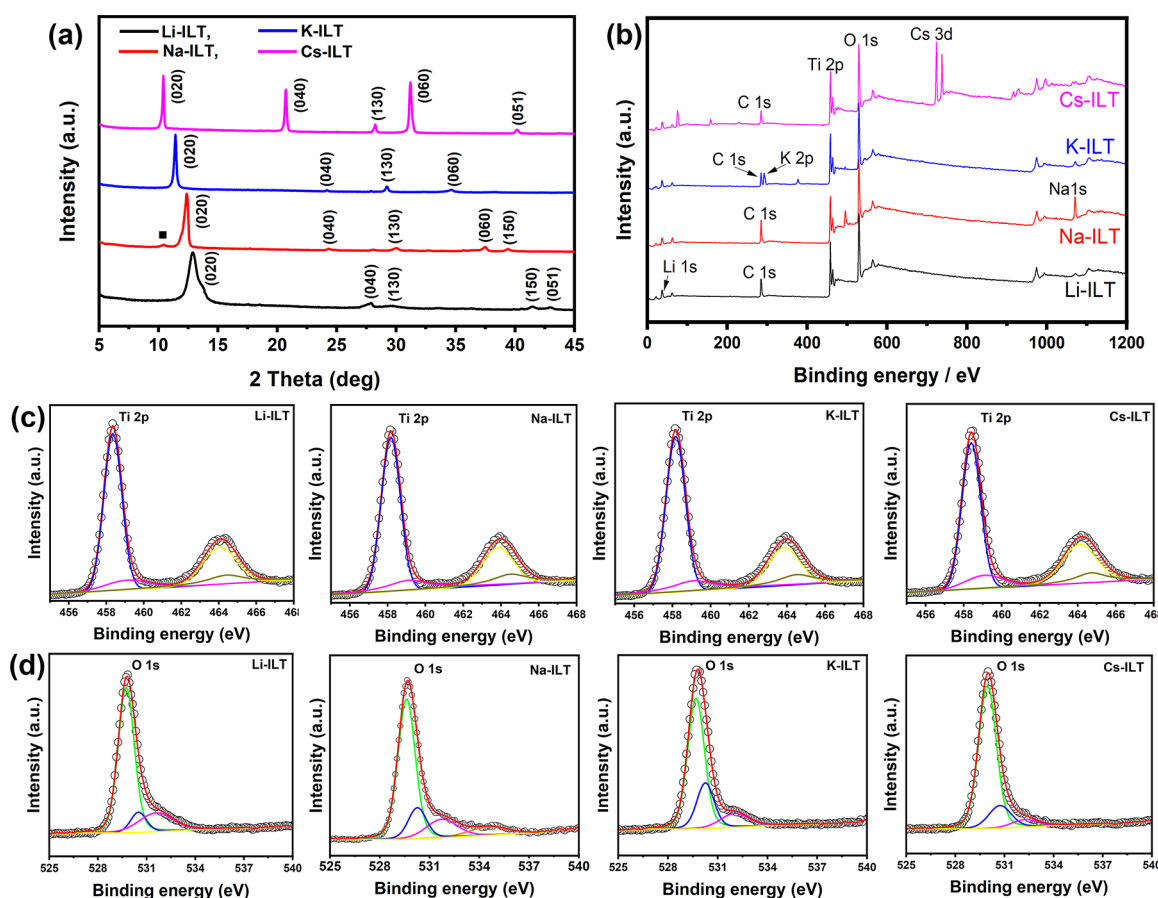 (a)
Li-ILT,
K-ILT
Na-ILT,
Cs-ILT
(020)
(040)
(130)
(060)
(051)
(020)
(040)
(130)
(060)
(020)
(040)
(130)
(060)
(150)
(020)
(040)
(130)
(150)
(051)
Intensity (a.u.)
5 10 15 20 25 30 35 40 45
2 Theta (deg)
(b)
Cs 3d
O 1s
Ti 2p
C 1s
Cs-ILT
C 1s
K 2p
K-ILT
Na1s
C 1s
Na-ILT
Li 1s
C 1s
Li-ILT
Intensity (a.u.)
0 200 400 600 800 1000 1200
Binding energy / eV
(c)
Ti 2p
Li-ILT
Intensity (a.u.)
456 458 460 462 464 466 468
Binding energy (eV)
Ti 2p
Na-ILT
Intensity (a.u.)
456 458 460 462 464 466 468
Binding energy (eV)
Ti 2p
K-ILT
Intensity (a.u.)
456 458 460 462 464 466 468
Binding energy (eV)
Ti 2p
Cs-ILT
Intensity (a.u.)
456 458 460 462 464 466 468
Binding energy (eV)
(d)
O 1s
Li-ILT
Intensity (a.u.)
525 528 531 534 537 540
Binding energy (eV)
O 1s
Na-ILT
Intensity (a.u.)
525 528 531 534 537 540
Binding energy (eV)
O 1s
K-ILT
Intensity (a.u.)
525 528 531 534 537 540
Binding energy (eV)
O 1s
Cs-ILT
Intensity (a.u.)
525 528 531 534 537 540
Binding energy (eV)